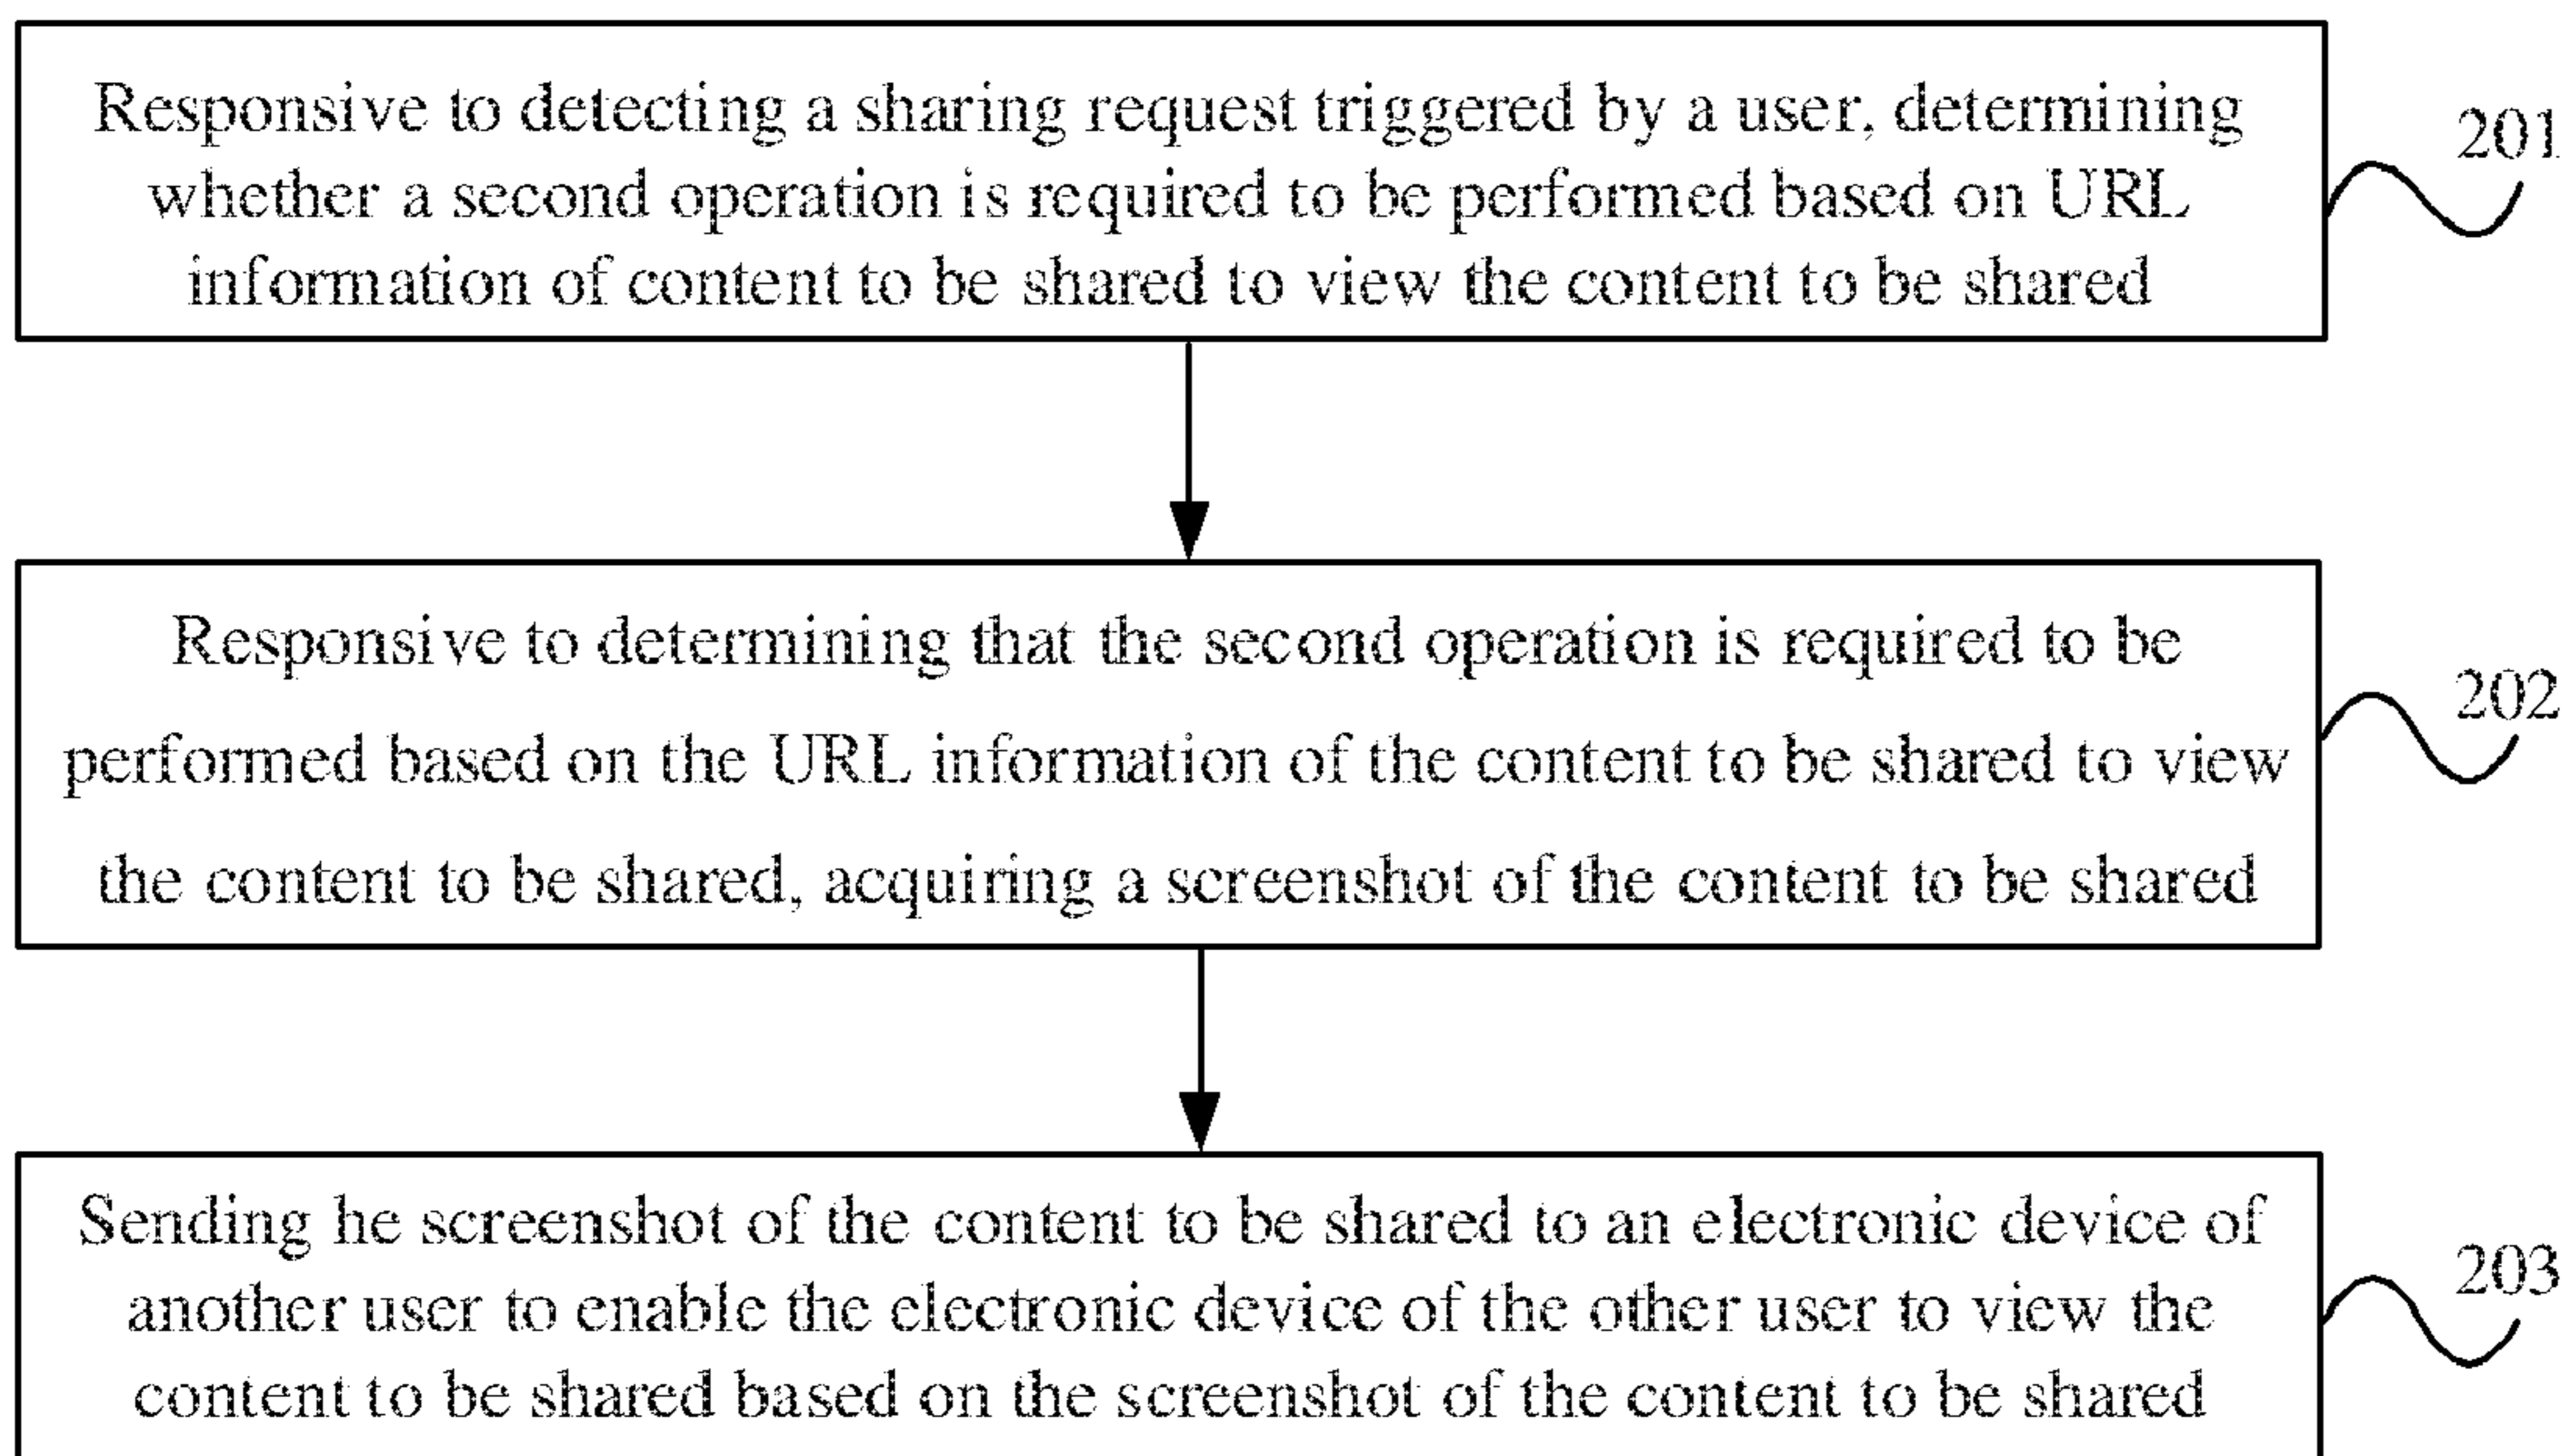 Responsive to detecting a sharing request triggered by a user, determining
whether a second operation is required to be performed based on URL
information of content to be shared to view the content to be shared
201
Responsive to determining that the second operation is required to be
performed based on the URL information of the content to be shared to view
the content to be shared, acquiring a screenshot of the content to be shared
202
Sending he screenshot of the content to be shared to an electronic device of
another user to enable the electronic device of the other user to view the
content to be shared based on the screenshot of the content to be shared
203